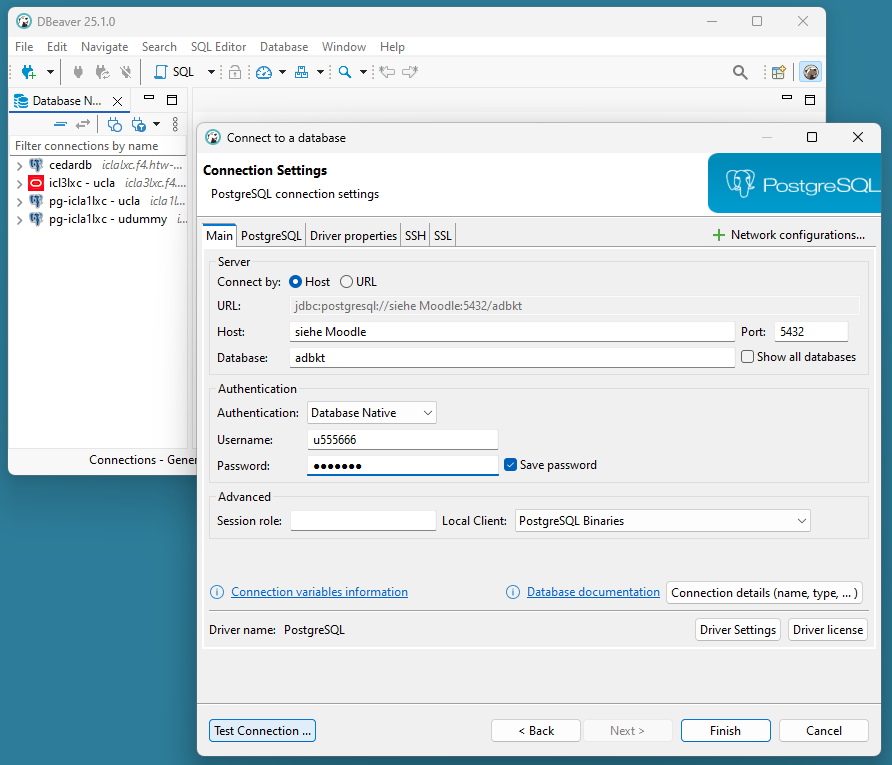 DBeaver 25.1.0
File Edit Navigate Search SQL Editor Database Window Help
SQL
Database N...
Filter connections by name
cedardb iclalxc.f4.htw-...
icl3lxc - ucla icla3lxc.f4....
pg-icla1lxc - ucla icla1l...
pg-icla1lxc - udummy i...
Connections - Gener
Connect to a database
Connection Settings
PostgreSQL connection settings
PostgreSQL
Main PostgreSQL Driver properties SSH SSL
Network configurations...
Server
Connect by: Host URL
URL: jdbc:postgresql://siehe Moodle:5432/adbkt
Host: siehe Moodle Port: 5432
Database: adbkt Show all databases
Authentication
Authentication: Database Native
Username: u555666
Password: ••••••• Save password
Advanced
Session role: Local Client: PostgreSQL Binaries
Connection variables information Database documentation Connection details (name, type, ... )
Driver name: PostgreSQL Driver Settings Driver license
Test Connection ... < Back Next > Finish Cancel